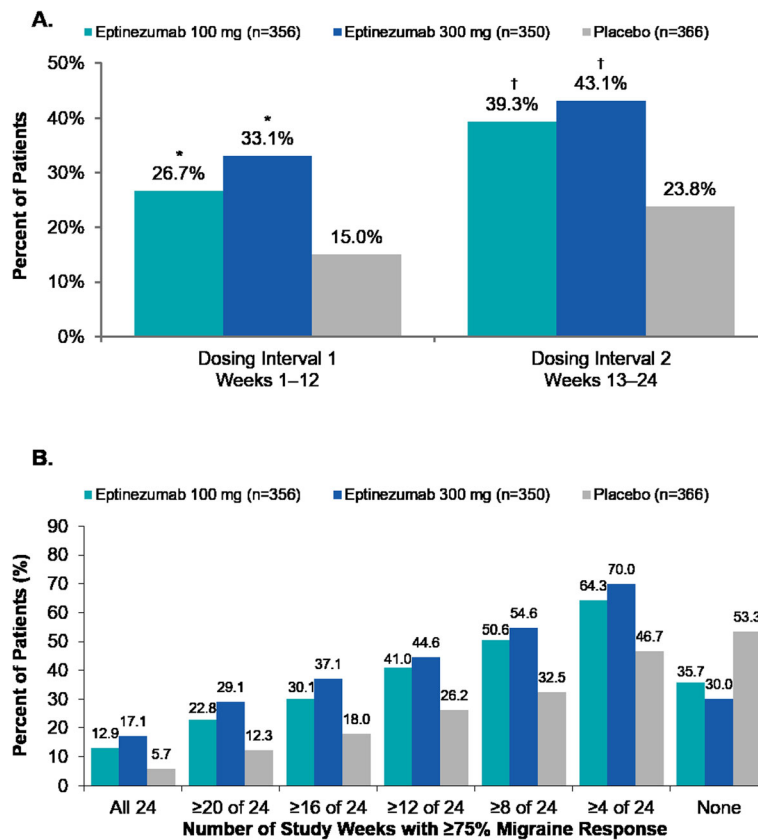 A.
Eptinezumab 100 mg (n=356) Eptinezumab 300 mg (n=350) Placebo (n=366)
Percent of Patients
50%
40%
30%
20%
10%
0%
*
26.7%
*
33.1%
15.0%
†
39.3%
†
43.1%
23.8%
Dosing Interval 1
Weeks 1–12
Dosing Interval 2
Weeks 13–24
B.
Eptinezumab 100 mg (n=356) Eptinezumab 300 mg (n=350) Placebo (n=366)
Percent of Patients (%)
90
80
70
60
50
40
30
20
10
0
12.9 17.1 5.7
22.8 29.1 12.3
30.1 37.1 18.0
41.0 44.6 26.2
50.6 54.6 32.5
64.3 70.0 46.7
35.7 30.0 53.3
All 24 ≥20 of 24 ≥16 of 24 ≥12 of 24 ≥8 of 24 ≥4 of 24 None
Number of Study Weeks with ≥75% Migraine Response